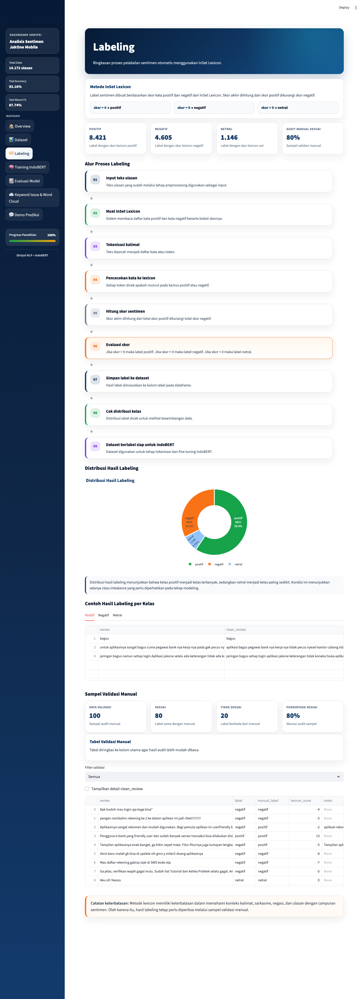 Deploy
DASHBOARD SKRIPSI
Analisis Sentimen
JakOne Mobile
Total Data
14.172 ulasan
Test Accuracy
93.16%
Test Macro F1
87.74%
NAVIGASI
Overview
Dataset
Labeling
Training IndoBERT
Evaluasi Model
Keyword Issue & Word
Cloud
Demo Prediksi
Progress Penelitian 100%
Skripsi NLP • IndoBERT
Labeling
Ringkasan proses pelabelan sentimen otomatis menggunakan InSet Lexicon.
Metode InSet Lexicon
Label sentimen dibuat berdasarkan skor kata positif dan negatif dari InSet Lexicon. Skor akhir dihitung dari skor positif dikurangi skor negatif.
skor > 0 → positif
skor < 0 → negatif
skor = 0 → netral
POSITIF
8.421
Label dengan skor lexicon positif
NEGATIF
4.605
Label dengan skor lexicon negatif
NETRAL
1.146
Label dengan skor lexicon nol
AUDIT MANUAL SESUAI
80%
Sampel validasi manual
Alur Proses Labeling
01 Input teks ulasan
Teks ulasan yang sudah melalui tahap preprocessing digunakan sebagai input.
↓
02 Muat InSet Lexicon
Sistem membaca daftar kata positif dan kata negatif beserta bobot skornya.
↓
03 Tokenisasi kalimat
Teks dipecah menjadi daftar kata atau token.
↓
04 Pencocokan kata ke lexicon
Setiap token dicek apakah muncul pada kamus positif atau negatif.
↓
05 Hitung skor sentimen
Skor akhir dihitung dari total skor positif dikurangi total skor negatif.
↓
06 Evaluasi skor
Jika skor > 0 maka label positif. Jika skor < 0 maka label negatif. Jika skor = 0 maka label netral.
↓
07 Simpan label ke dataset
Hasil label dimasukkan ke kolom label pada dataframe.
↓
08 Cek distribusi kelas
Distribusi label dicek untuk melihat keseimbangan data.
↓
09 Dataset berlabel siap untuk IndoBERT
Dataset digunakan untuk tahap tokenisasi dan fine-tuning IndoBERT.
Distribusi Hasil Labeling
Distribusi Hasil Labeling
negatif
4605
32.5%
positif
8421
59.4%
netral
1146
8.09%
positif negatif netral
Distribusi hasil labeling menunjukkan bahwa kelas positif menjadi kelas terbanyak, sedangkan netral menjadi kelas paling sedikit. Kondisi ini menunjukkan
adanya class imbalance yang perlu diperhatikan pada tahap modeling.
Contoh Hasil Labeling per Kelas
Positif Negatif Netral
review clean_review
1 bagus bagus
2 untuk aplikasinya sangat bagus cuma pegawai bank nya kerja nya pada gak pecus ny aplikasi bagus pegawai bank nya kerja nya tidak pecus nyesel kantor cabang tid
4 jaringan bagus namun setiap login Aplikasi jakone selalu ada keterangan tidak ada k jaringan bagus setiap login aplikasi jakone keterangan tidak koneksi buka aplika
Sampel Validasi Manual
DATA VALIDASI
100
Sampel audit manual
SESUAI
80
Label sama dengan manual
TIDAK SESUAI
20
Label berbeda dari manual
PERSENTASE SESUAI
80%
Akurasi audit sampel
Tabel Validasi Manual
Tabel diringkas ke kolom utama agar hasil audit lebih mudah dibaca.
Filter validasi
Semua
Tampilkan detail clean_review
review label manual_label lexicon_score notes
0 Apk bodoh mau login aja kaga bisa" negatif negatif -4 None
1 pengen nambahin rekening ke 2 ke dalam aplikasi ini jadi ribet!!!!!!!!! negatif negatif -5 None
2 Aplikasinya sangat rekomen dan mudah digunakan. Bagi pemula aplikasi ini userfriendly k negatif positif -2 aplikasi rekor
3 Pengguna e-bank yang friendly user dan sudah banyak variasi transaksi bisa dilakukan disi positif positif 13 None
4 Tampilan aplikasinya enak banget, ga bikin sepet mata. Fitur-fiturnya juga lumayan lengka negatif positif -5 Tampilan apli
5 Versi baru malah gk bisa di update sih gmn y.miter2 doang aplikasinya negatif negatif -8 None
6 Mau daftar rekening gabisa stak di SMS kode otp negatif negatif -7 None
7 Ga jelas, verifikasi wajah gagal mulu. Sudah liat Tutorial dan ketika Praktek selalu gagal. An negatif negatif -5 None
8 Aku sih Yeesss netral netral 0 None
Catatan keterbatasan: Metode lexicon memiliki keterbatasan dalam memahami konteks kalimat, sarkasme, negasi, dan ulasan dengan campuran
sentimen. Oleh karena itu, hasil labeling tetap perlu diperiksa melalui sampel validasi manual.